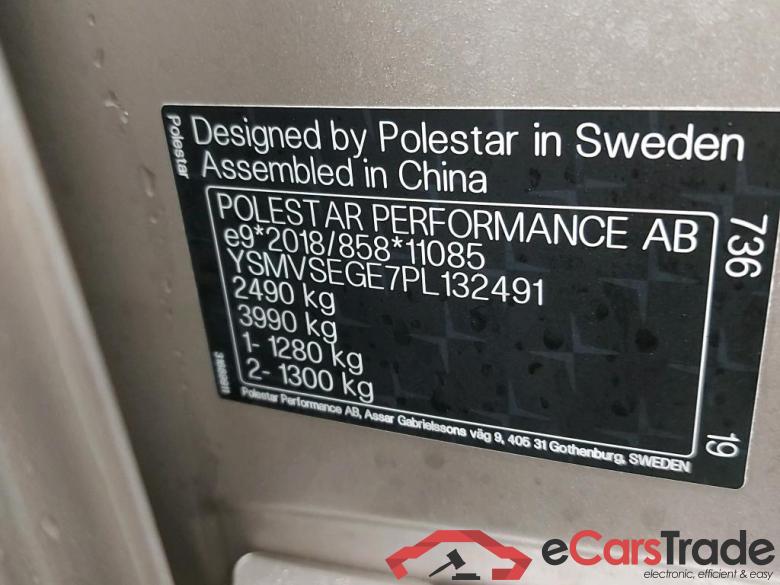 Polestar
Designed by Polestar in Sweden
Assembled in China
POLESTAR PERFORMANCE AB
e9*2018/858*11085
YSMVSEGE7PL132491
2490 kg
3990 kg
1- 1280 kg
2- 1300 kg
736
19
Polestar Performance AB, Assar Gabrielssons väg 9, 405 31 Gothenburg, SWEDEN
eCarsTrade
electronic, efficient & easy